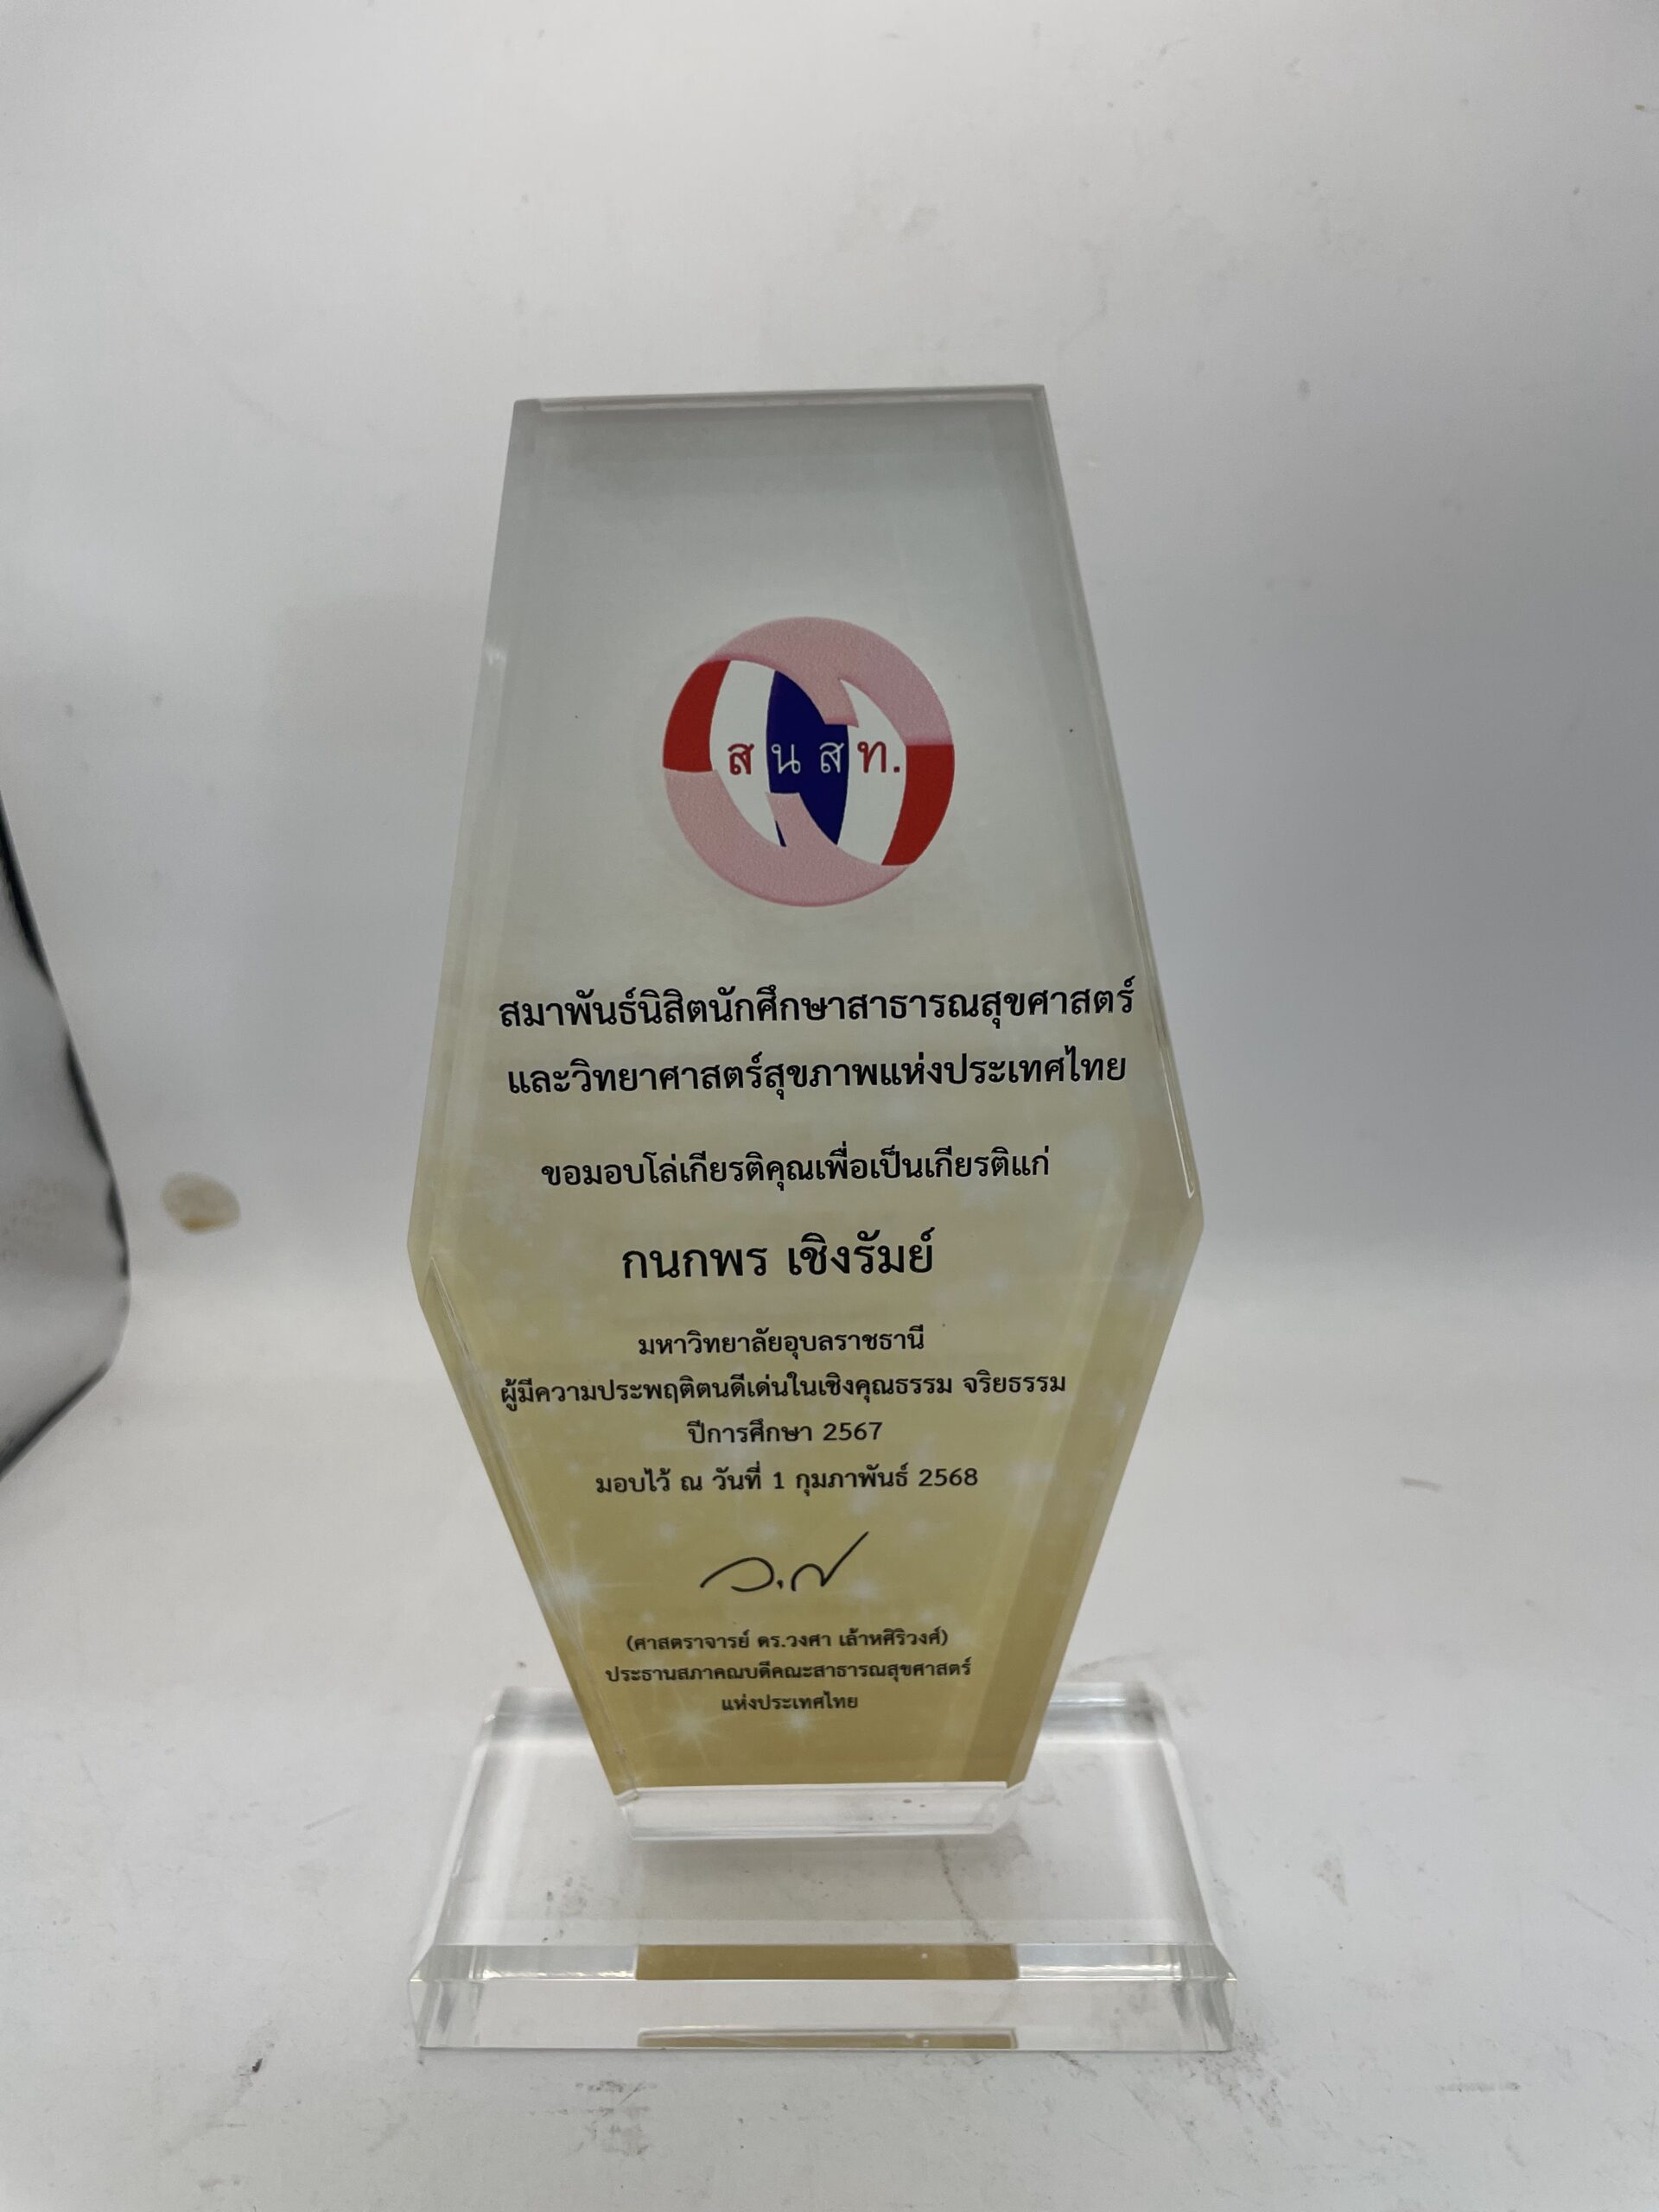 ส น ส ท.
สมาพันธ์นิสิตนักศึกษาสาธารณสุขศาสตร์
และวิทยาศาสตร์สุขภาพแห่งประเทศไทย
ขอมอบโล่เกียรติคุณเพื่อเป็นเกียรติแก่
กนกพร เชิงรัมย์
มหาวิทยาลัยอุบลราชธานี
ผู้มีความประพฤติตนดีเด่นในเชิงคุณธรรม จริยธรรม
ปีการศึกษา 2567
มอบไว้ ณ วันที่ 1 กุมภาพันธ์ 2568
(ศาสตราจารย์ ดร.วงศา เล้าหศิริวงศ์)
ประธานสภาคณบดีคณะสาธารณสุขศาสตร์
แห่งประเทศไทย